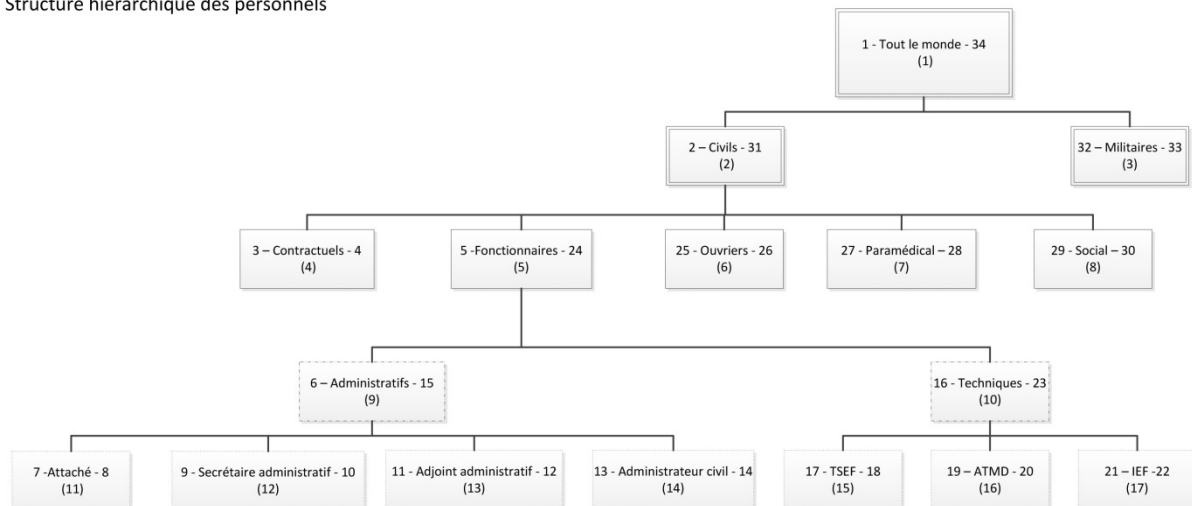 Structure hiérarchique des personnels
1 - Tout le monde - 34
(1)
2 – Civils - 31
(2)
32 – Militaires - 33
(3)
3 – Contractuels - 4
(4)
5 -Fonctionnaires - 24
(5)
25 - Ouvriers - 26
(6)
27 - Paramédical – 28
(7)
29 - Social – 30
(8)
6 – Administratifs - 15
(9)
16 - Techniques - 23
(10)
7 -Attaché - 8
(11)
9 - Secrétaire administratif - 10
(12)
11 - Adjoint administratif - 12
(13)
13 - Administrateur civil - 14
(14)
17 - TSEF - 18
(15)
19 – ATMD - 20
(16)
21 – IEF -22
(17)